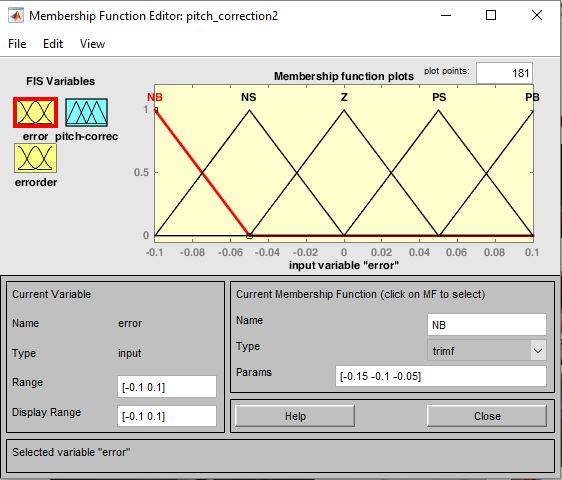 Membership Function Editor: pitch_correction2
File Edit View
FIS Variables
error pitch-correc
errorder
Membership function plots plot points: 181
NB NS Z PS PB
1
0.5
0
-0.1 -0.08 -0.06 -0.04 -0.02 0 0.02 0.04 0.06 0.08 0.1
input variable "error"
Current Variable
Name error
Type input
Range [-0.1 0.1]
Display Range [-0.1 0.1]
Current Membership Function (click on MF to select)
Name NB
Type trimf
Params [-0.15 -0.1 -0.05]
Help Close
Selected variable "error"